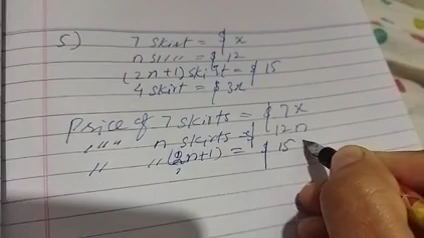 5) 7 skirt = $ x
n skirt = $ 12
(2n+1) skirt = $ 15
4 skirt = $ 3x
Price of 7 skirts = $ 7x
" " " n skirts = $ 12n
" " (2n+1) = $ 15